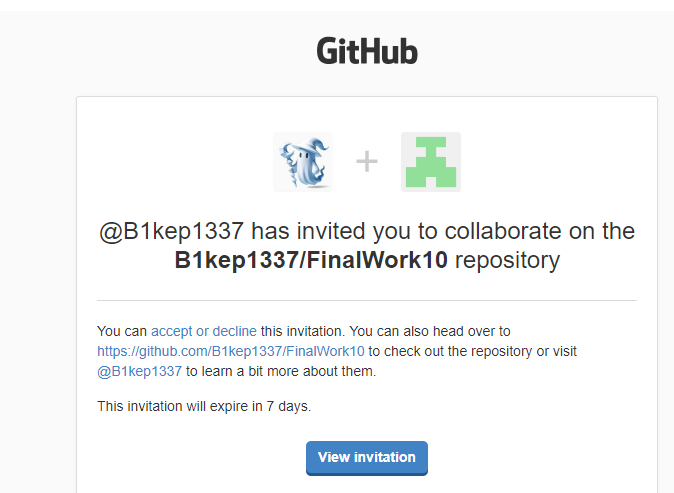 GitHub
+
@B1kep1337 has invited you to collaborate on the
B1kep1337/FinalWork10 repository
You can accept or decline this invitation. You can also head over to
https://github.com/B1kep1337/FinalWork10 to check out the repository or visit
@B1kep1337 to learn a bit more about them.
This invitation will expire in 7 days.
View invitation